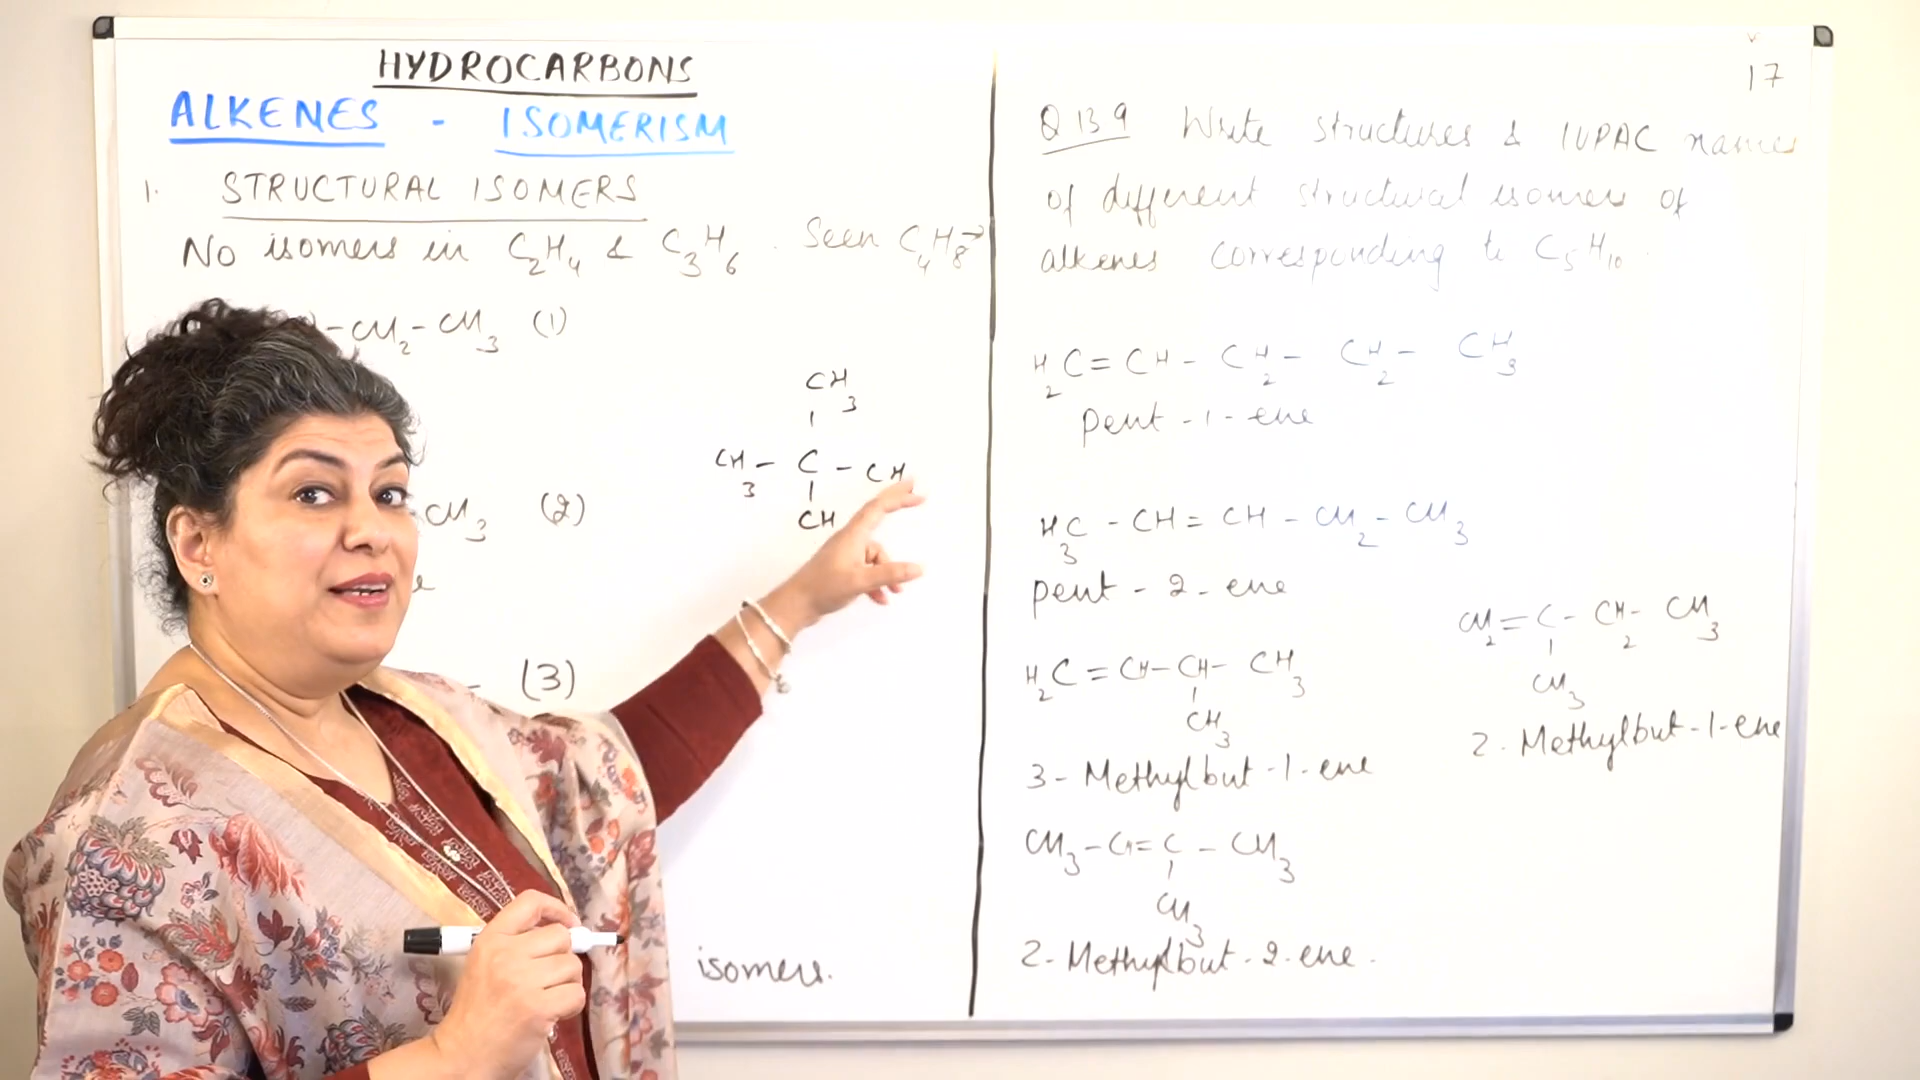 HYDROCARBONS
ALKENES - ISOMERISM
1. STRUCTURAL ISOMERS
No isomers in C₂H₄ & C₃H₆. Seen C₄H₈→
-CH₂-CH₃ (1)
CH₃ (2)
(3)
CH₃
|
CH₃-C-CH
|
CH
isomers.
17
Q 13.9 Write structures & IUPAC names
of different structural isomers of
alkenes corresponding to C₅H₁₀.
H₂C=CH-CH₂-CH₂-CH₃
Pent-1-ene
H₃C-CH=CH-CH₂-CH₃
pent-2-ene
H₂C=CH-CH-CH₃
|
CH₃
3-Methylbut-1-ene
CH₂=C-CH₂-CH₃
|
CH₃
2-Methylbut-1-ene
CH₃-CH=C-CH₃
|
CH₃
2-Methylbut-2-ene.